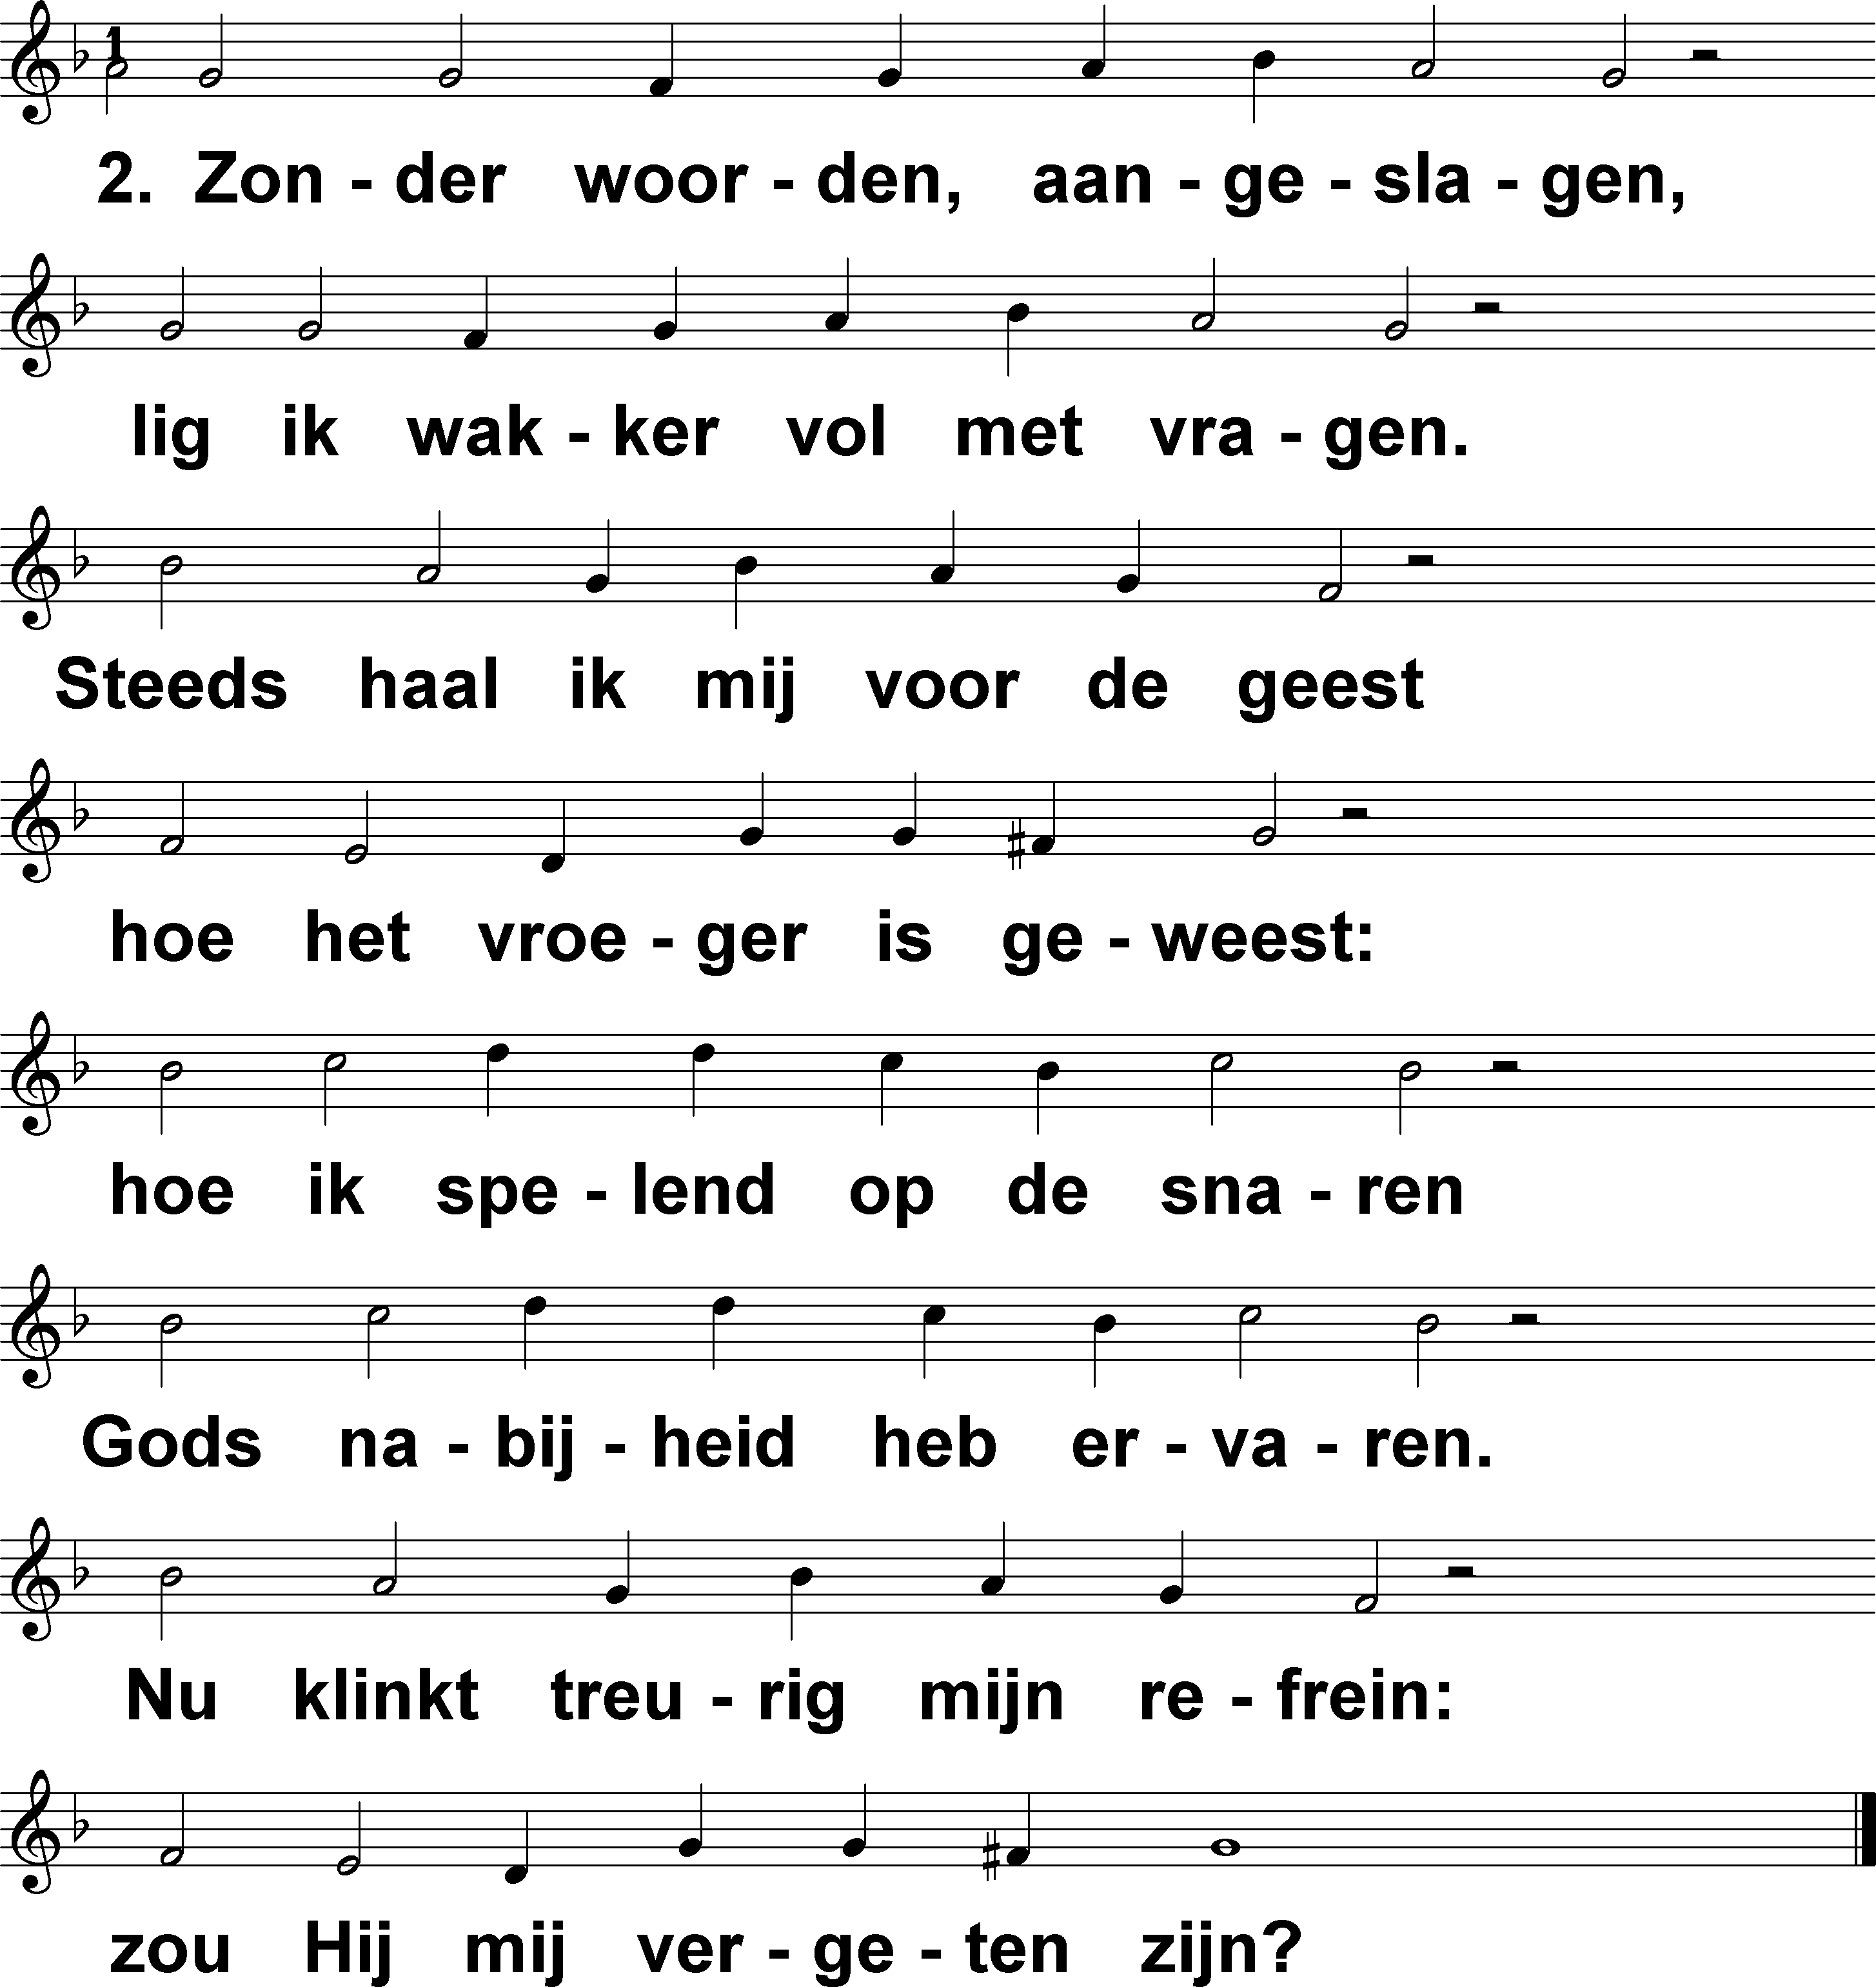 1
2. Zon - der woor - den, aan - ge - sla - gen,
lig ik wak - ker vol met vra - gen.
Steeds haal ik mij voor de geest
hoe het vroe - ger is ge - weest:
hoe ik spe - lend op de sna - ren
Gods na - bij - heid heb er - va - ren.
Nu klinkt treu - rig mijn re - frein:
zou Hij mij ver - ge - ten zijn?